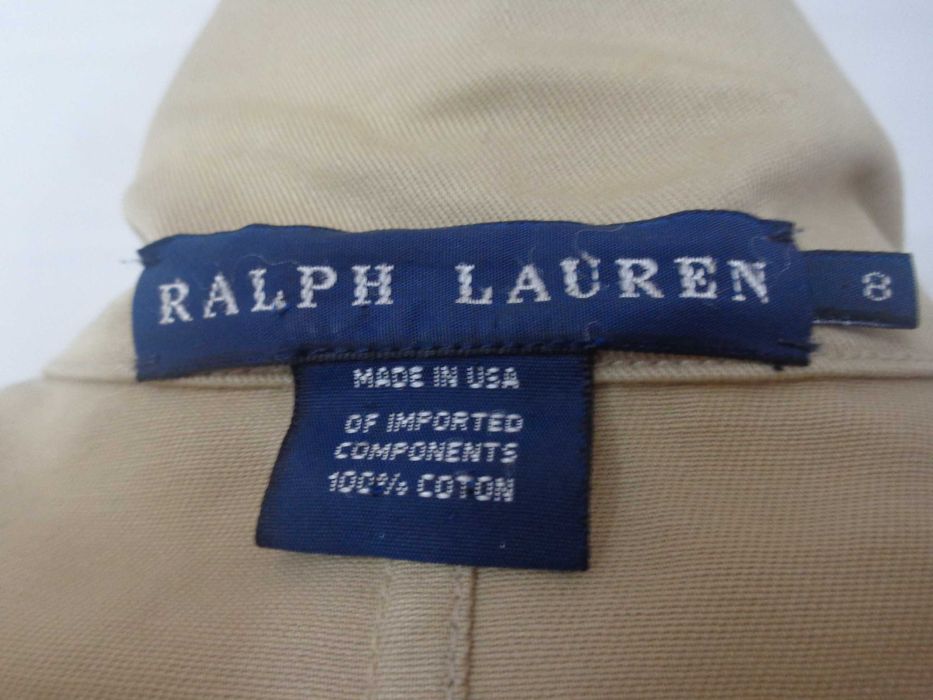 RALPH LAUREN
8
MADE IN USA
OF IMPORTED
COMPONENTS
100% COTON